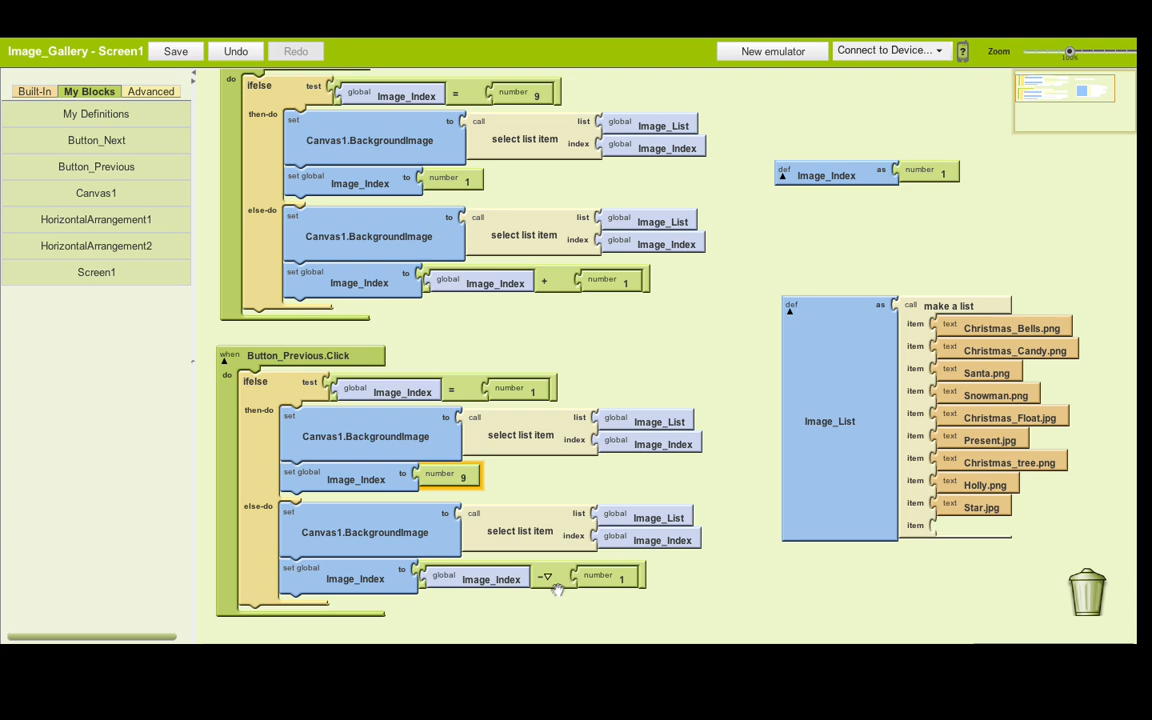 Image_Gallery - Screen1 Save Undo Redo New emulator Connect to Device... Zoom
100%
Built-In My Blocks Advanced
My Definitions
Button_Next
Button_Previous
Canvas1
HorizontalArrangement1
HorizontalArrangement2
Screen1
do ifelse test global Image_Index = number 9
then-do set Canvas1.BackgroundImage to call select list item list global Image_List
index global Image_Index
set global Image_Index to number 1
else-do set Canvas1.BackgroundImage to call select list item list global Image_List
index global Image_Index
set global Image_Index to global Image_Index + number 1
when Button_Previous.Click
do ifelse test global Image_Index = number 1
then-do set Canvas1.BackgroundImage to call select list item list global Image_List
index global Image_Index
set global Image_Index to number 9
else-do set Canvas1.BackgroundImage to call select list item list global Image_List
index global Image_Index
set global Image_Index to global Image_Index - number 1
def Image_Index as number 1
def Image_List as call make a list
item text Christmas_Bells.png
item text Christmas_Candy.png
item text Santa.png
item text Snowman.png
item text Christmas_Float.jpg
item text Present.jpg
item text Christmas_tree.png
item text Holly.png
item text Star.jpg
item